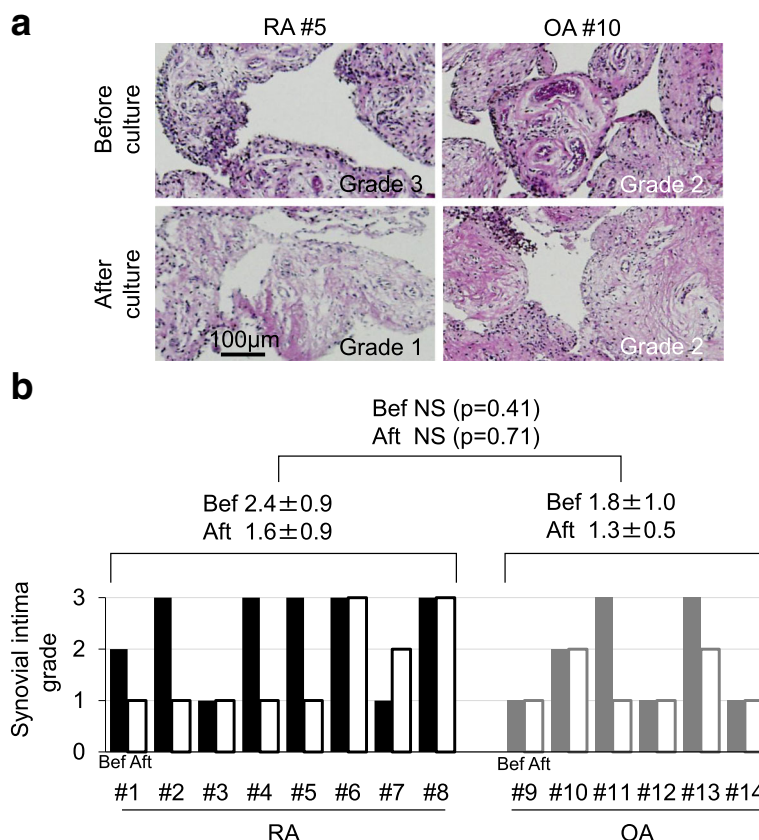 a
RA #5
OA #10
Before
culture
Grade 3
Grade 2
After
culture
100μm
Grade 1
Grade 2
b
Bef NS (p=0.41)
Aft NS (p=0.71)
Bef 2.4±0.9
Aft 1.6±0.9
Bef 1.8±1.0
Aft 1.3±0.5
Synovial intima
grade
3
2
1
0
Bef Aft
Bef Aft
#1 #2 #3 #4 #5 #6 #7 #8 #9 #10 #11 #12 #13 #14
RA
OA